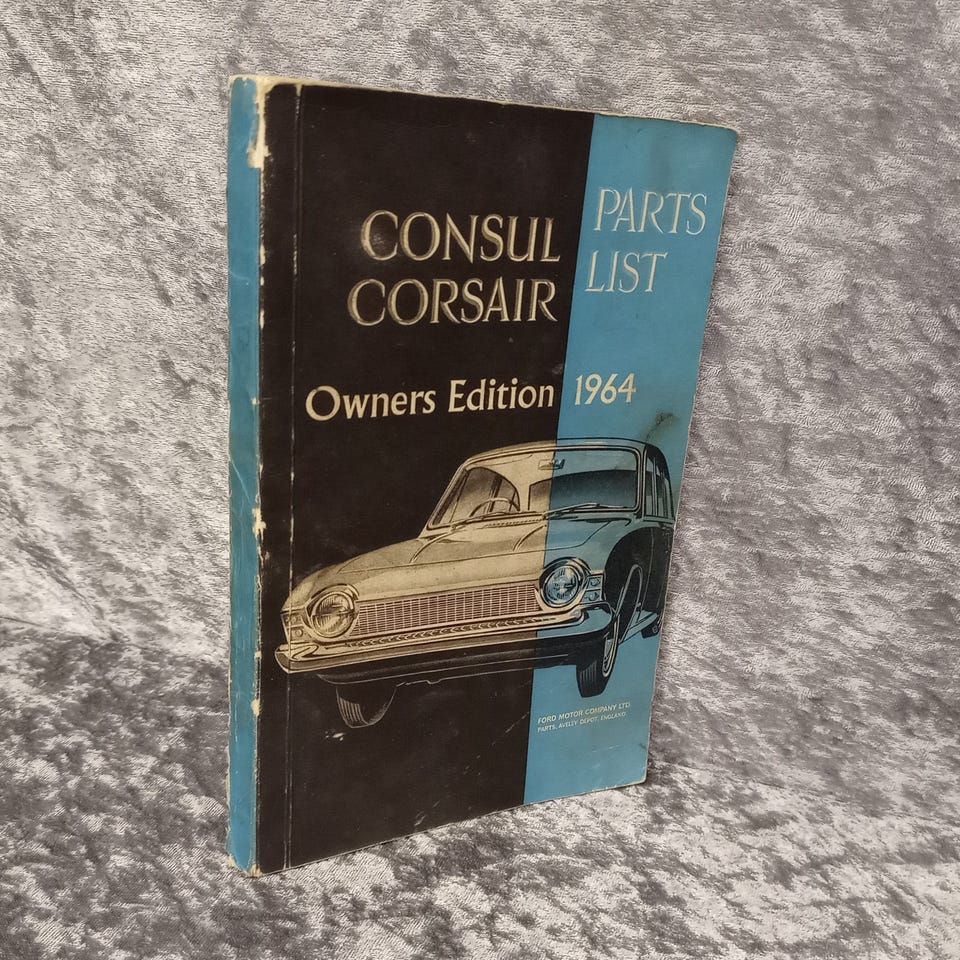 CONSUL
CORSAIR
PARTS
LIST
Owners Edition 1964
FORD MOTOR COMPANY LTD
PARTS, AVELEY DEPOT, ENGLAND